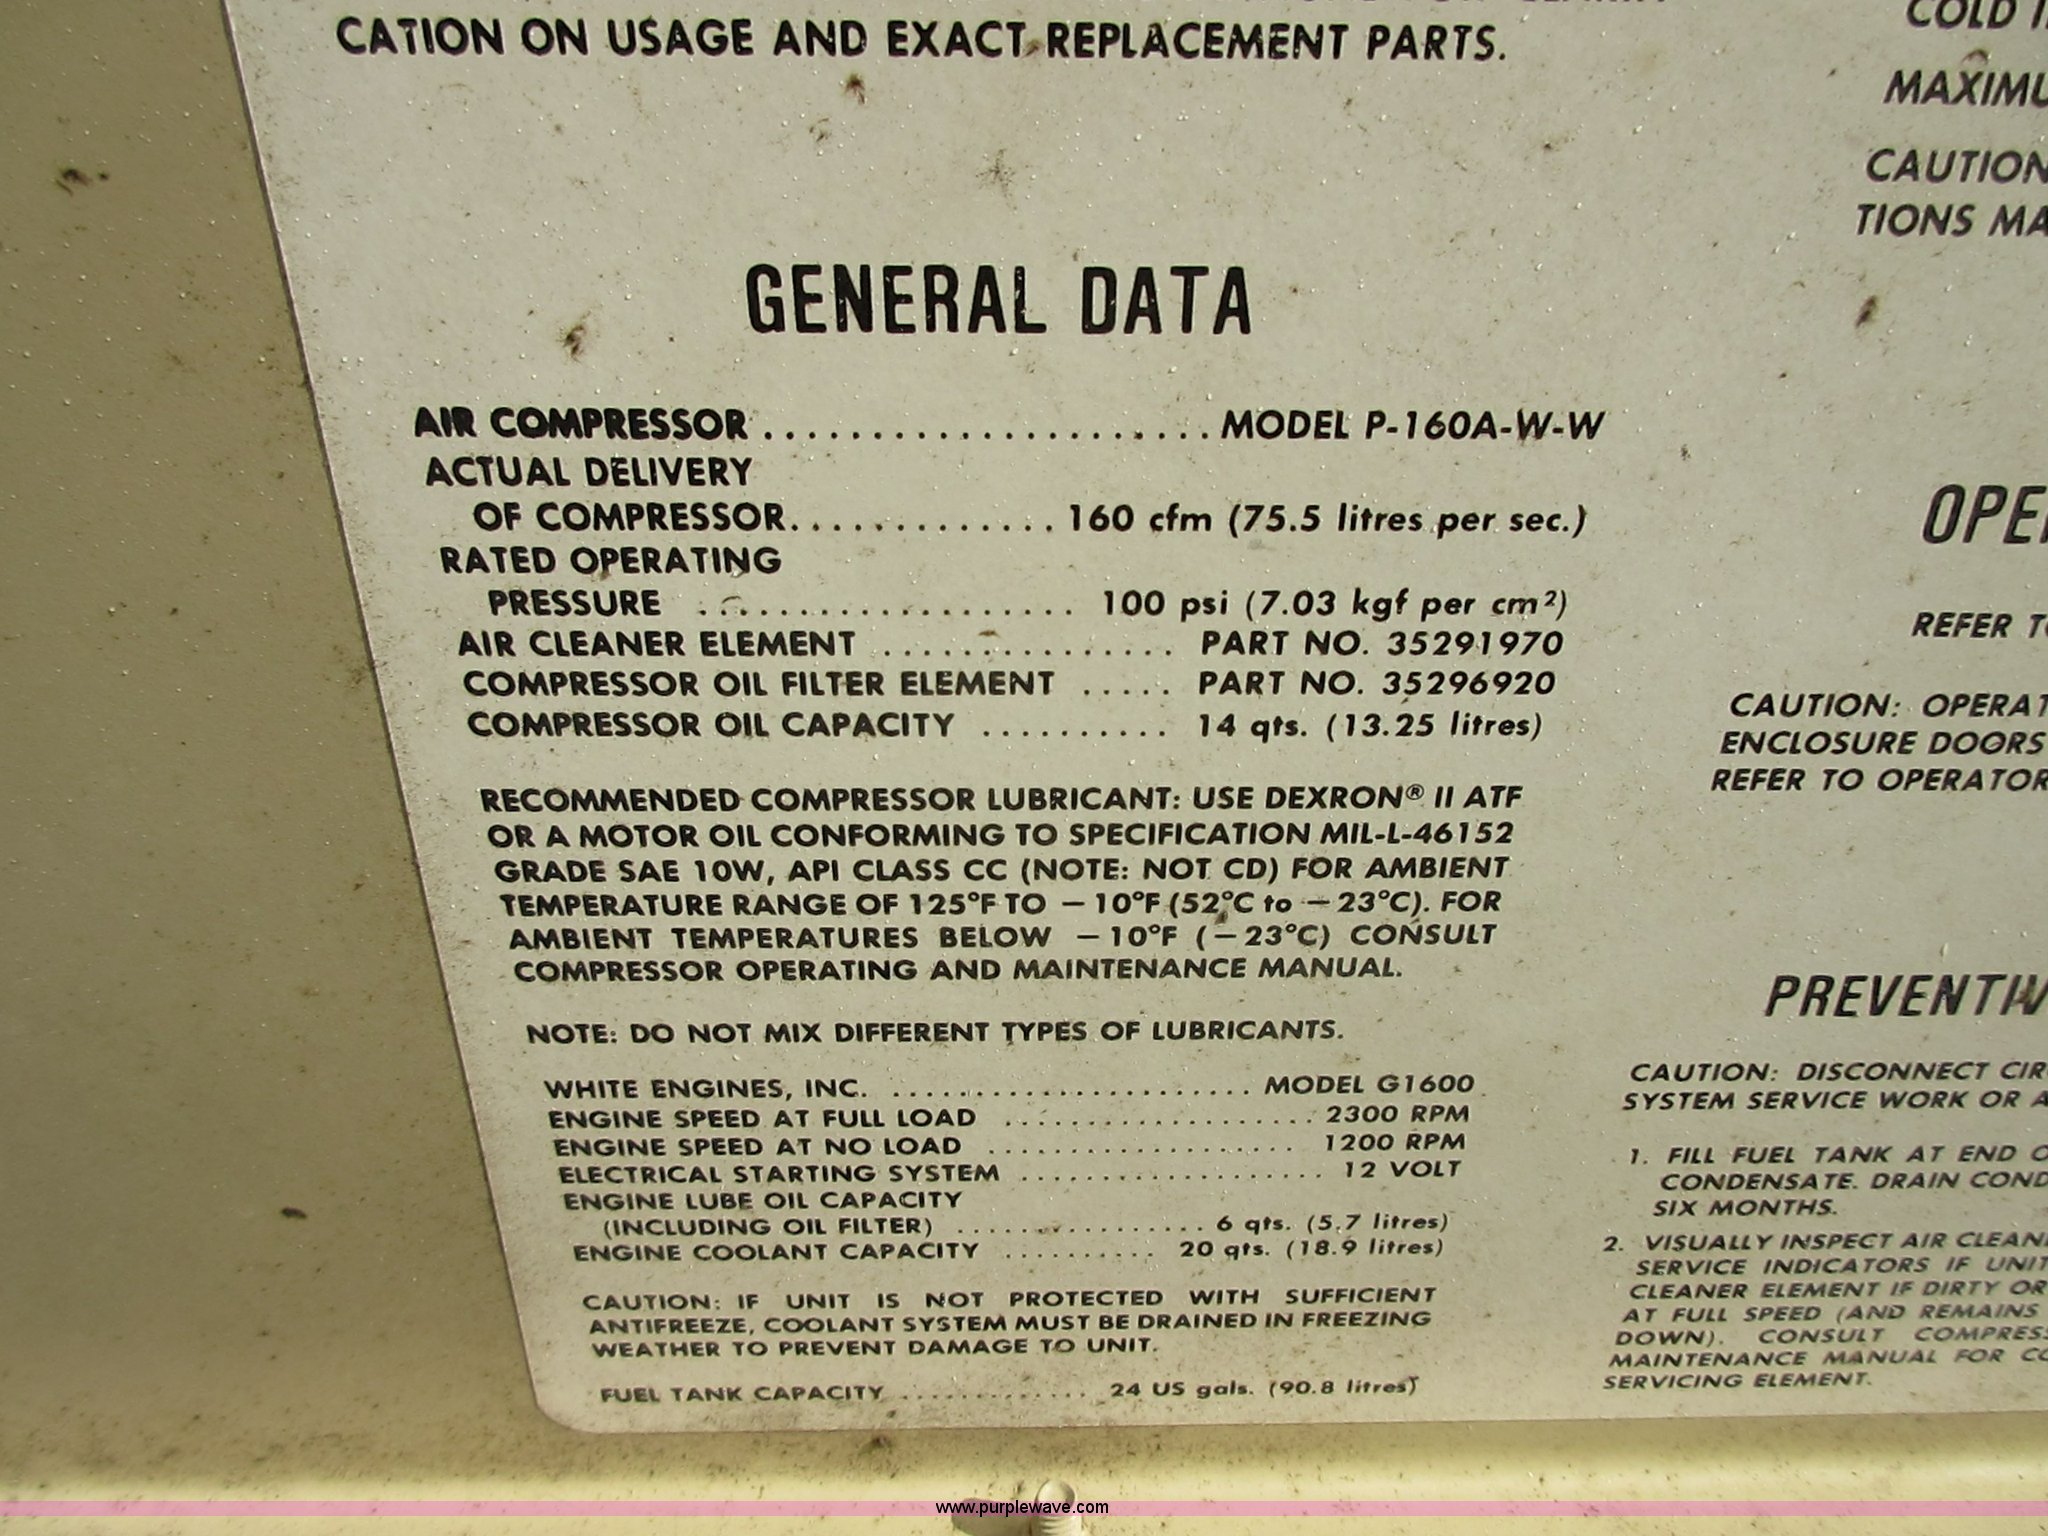 CATION ON USAGE AND EXACT REPLACEMENT PARTS.
GENERAL DATA
AIR COMPRESSOR ...................... MODEL P-160A-W-W
ACTUAL DELIVERY
OF COMPRESSOR.............. 160 cfm (75.5 litres per sec.)
RATED OPERATING
PRESSURE .................. 100 psi (7.03 kgf per cm²)
AIR CLEANER ELEMENT ............... PART NO. 35291970
COMPRESSOR OIL FILTER ELEMENT ..... PART NO. 35296920
COMPRESSOR OIL CAPACITY .......... 14 qts. (13.25 litres)
RECOMMENDED COMPRESSOR LUBRICANT: USE DEXRON® II ATF
OR A MOTOR OIL CONFORMING TO SPECIFICATION MIL-L-46152
GRADE SAE 10W, API CLASS CC (NOTE: NOT CD) FOR AMBIENT
TEMPERATURE RANGE OF 125°F TO −10°F (52°C to −23°C). FOR
AMBIENT TEMPERATURES BELOW −10°F (−23°C) CONSULT
COMPRESSOR OPERATING AND MAINTENANCE MANUAL.
NOTE: DO NOT MIX DIFFERENT TYPES OF LUBRICANTS.
WHITE ENGINES, INC. ........................ MODEL G1600
ENGINE SPEED AT FULL LOAD .................... 2300 RPM
ENGINE SPEED AT NO LOAD .................... 1200 RPM
ELECTRICAL STARTING SYSTEM .................... 12 VOLT
ENGINE LUBE OIL CAPACITY
(INCLUDING OIL FILTER) ................. 6 qts. (5.7 litres)
ENGINE COOLANT CAPACITY .......... 20 qts. (18.9 litres)
CAUTION: IF UNIT IS NOT PROTECTED WITH SUFFICIENT
ANTIFREEZE, COOLANT SYSTEM MUST BE DRAINED IN FREEZING
WEATHER TO PREVENT DAMAGE TO UNIT.
FUEL TANK CAPACITY ............. 24 US gals. (90.8 litres)
COLD
MAXIMU
CAUTION
TIONS MA
OPE
REFER TO
CAUTION: OPERAT
ENCLOSURE DOORS
REFER TO OPERATOR
PREVENTIV
CAUTION: DISCONNECT CIR
SYSTEM SERVICE WORK OR A
1. FILL FUEL TANK AT END O
CONDENSATE. DRAIN COND
SIX MONTHS.
2. VISUALLY INSPECT AIR CLEAN
SERVICE INDICATORS IF UNIT
CLEANER ELEMENT IF DIRTY OR
AT FULL SPEED (AND REMAINS
DOWN). CONSULT COMPRESS
MAINTENANCE MANUAL FOR CO
SERVICING ELEMENT.
www.purplewave.com